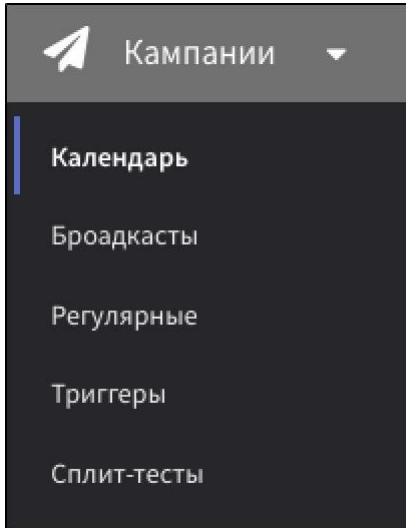 Кампании
Календарь
Броадкасты
Регулярные
Триггеры
Сплит-тесты